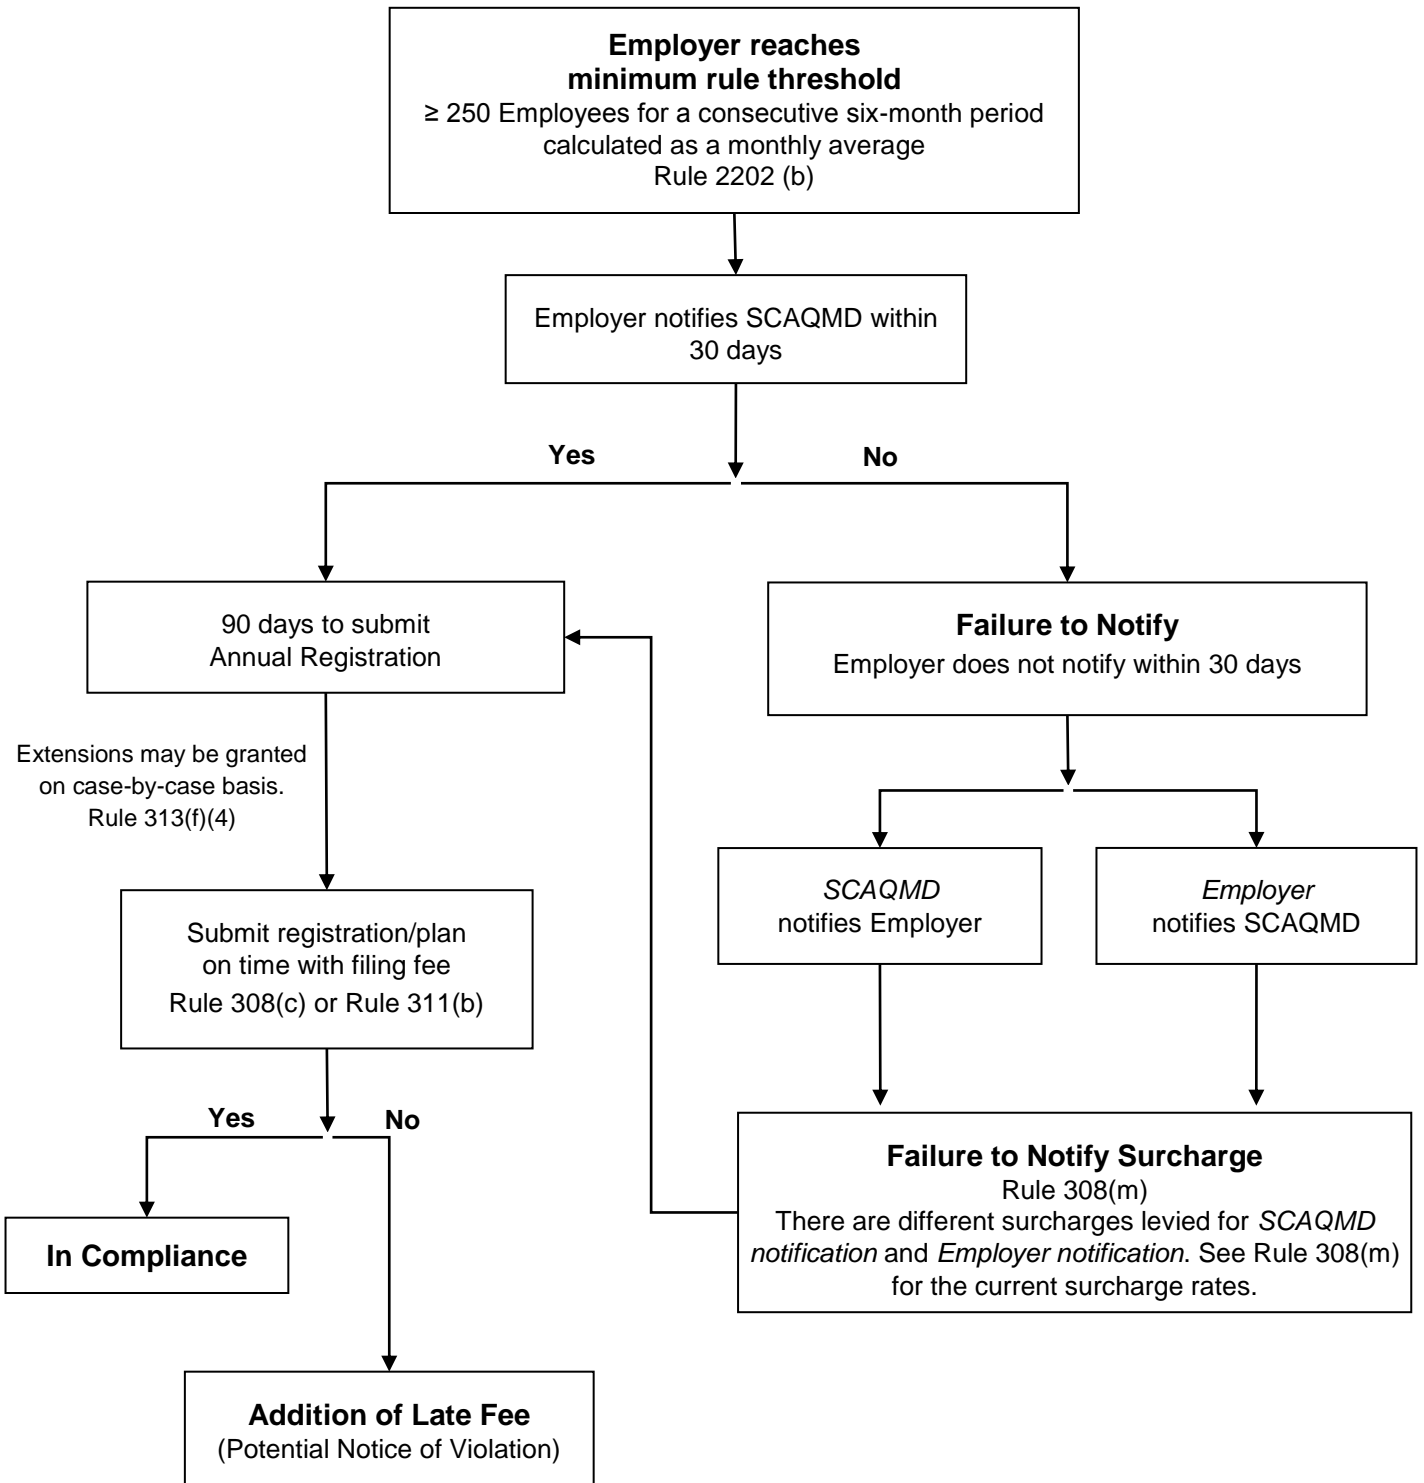 Employer reaches
minimum rule threshold
≥ 250 Employees for a consecutive six-month period
calculated as a monthly average
Rule 2202 (b)
Employer notifies SCAQMD within
30 days
Yes
No
90 days to submit
Annual Registration
Failure to Notify
Employer does not notify within 30 days
Extensions may be granted
on case-by-case basis.
Rule 313(f)(4)
SCAQMD
notifies Employer
Employer
notifies SCAQMD
Submit registration/plan
on time with filing fee
Rule 308(c) or Rule 311(b)
Yes
No
Failure to Notify Surcharge
Rule 308(m)
There are different surcharges levied for SCAQMD
notification and Employer notification. See Rule 308(m)
for the current surcharge rates.
In Compliance
Addition of Late Fee
(Potential Notice of Violation)